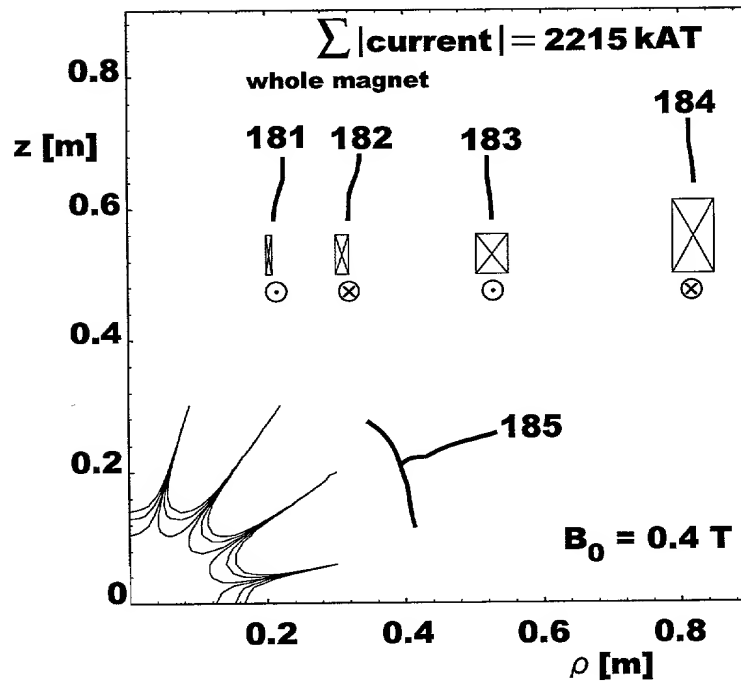 ∑ |current| = 2215 kAT
whole magnet
0.8
184
z [m]
181 182 183
0.6
0.4
185
0.2
B₀ = 0.4 T
0
0.2 0.4 0.6 0.8
ρ [m]